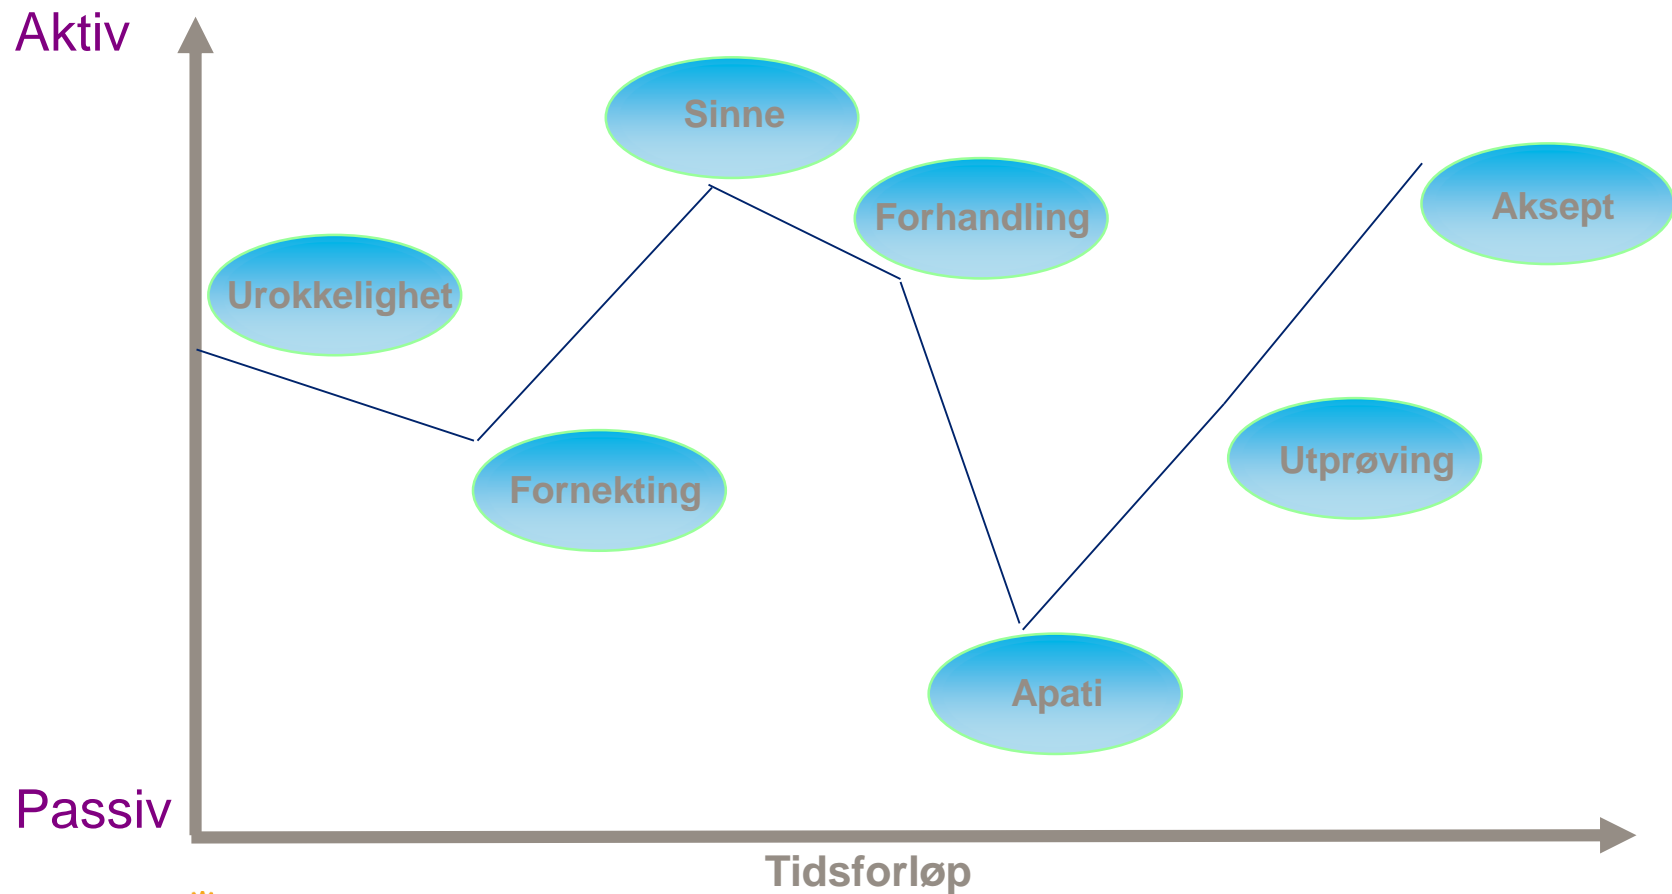 Aktiv
Sinne
Forhandling
Aksept
Urokkelighet
Utprøving
Fornekting
Apati
Passiv
Tidsforløp